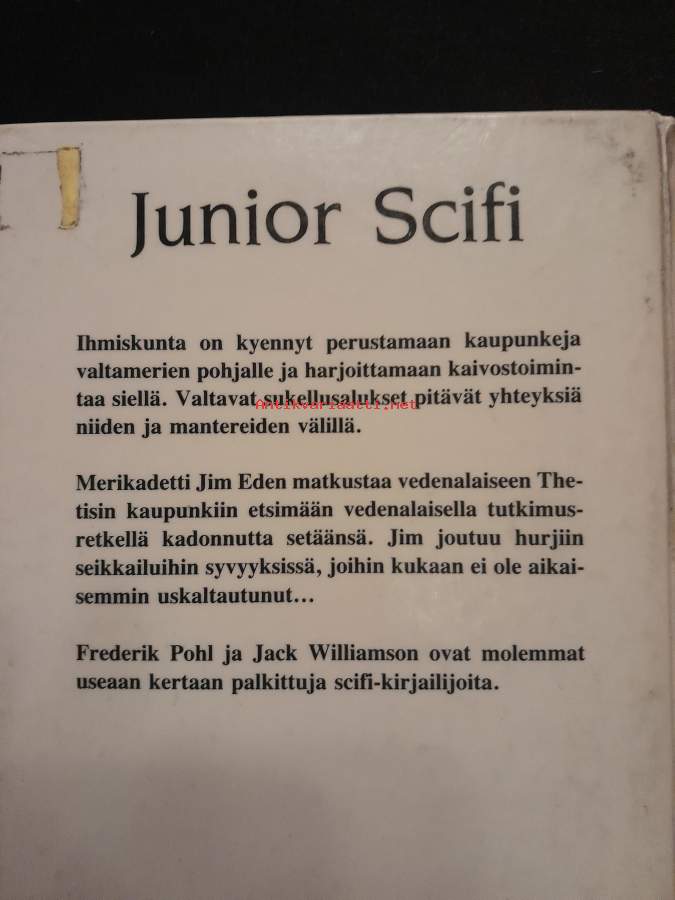 Junior Scifi
Ihmiskunta on kyennyt perustamaan kaupunkeja
valtamerien pohjalle ja harjoittamaan kaivostoimin-
taa siellä. Valtavat sukellusalukset pitävät yhteyksiä
Antikvariaatti.net
niiden ja mantereiden välillä.
Merikadetti Jim Eden matkustaa vedenalaiseen The-
tisin kaupunkiin etsimään vedenalaisella tutkimus-
retkellä kadonnutta setäänsä. Jim joutuu hurjiin
seikkailuihin syvyyksissä, joihin kukaan ei ole aikai-
semmin uskaltautunut...
Frederik Pohl ja Jack Williamson ovat molemmat
useaan kertaan palkittuja scifi-kirjailijoita.